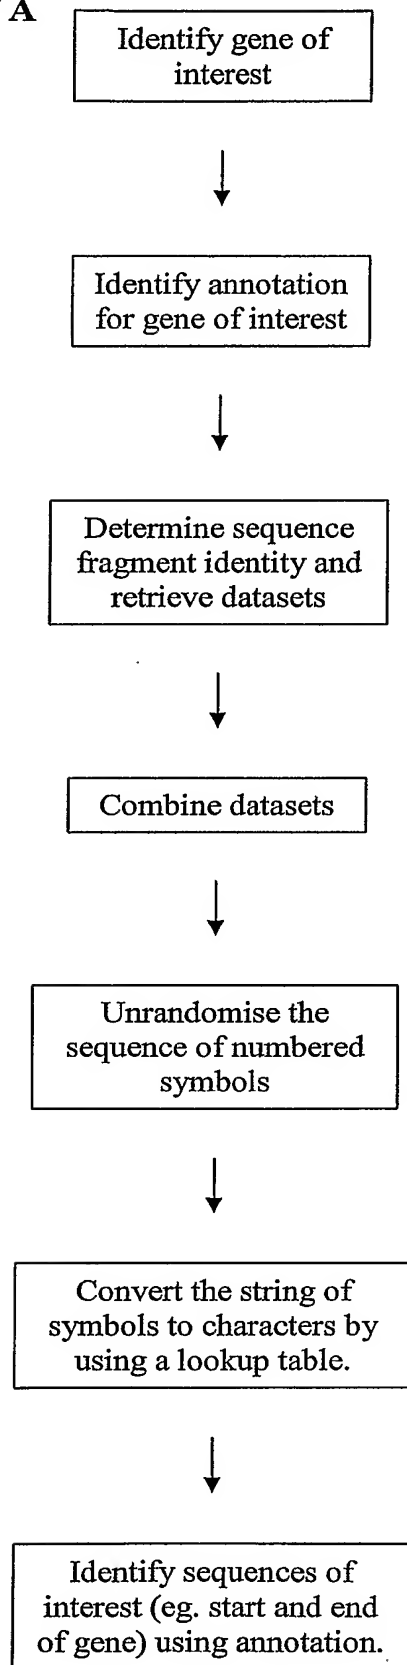 A
Identify gene of
interest
Identify annotation
for gene of interest
Determine sequence
fragment identity and
retrieve datasets
Combine datasets
Unrandomise the
sequence of numbered
symbols
Convert the string of
symbols to characters by
using a lookup table.
Identify sequences of
interest (eg. start and end
of gene) using annotation.